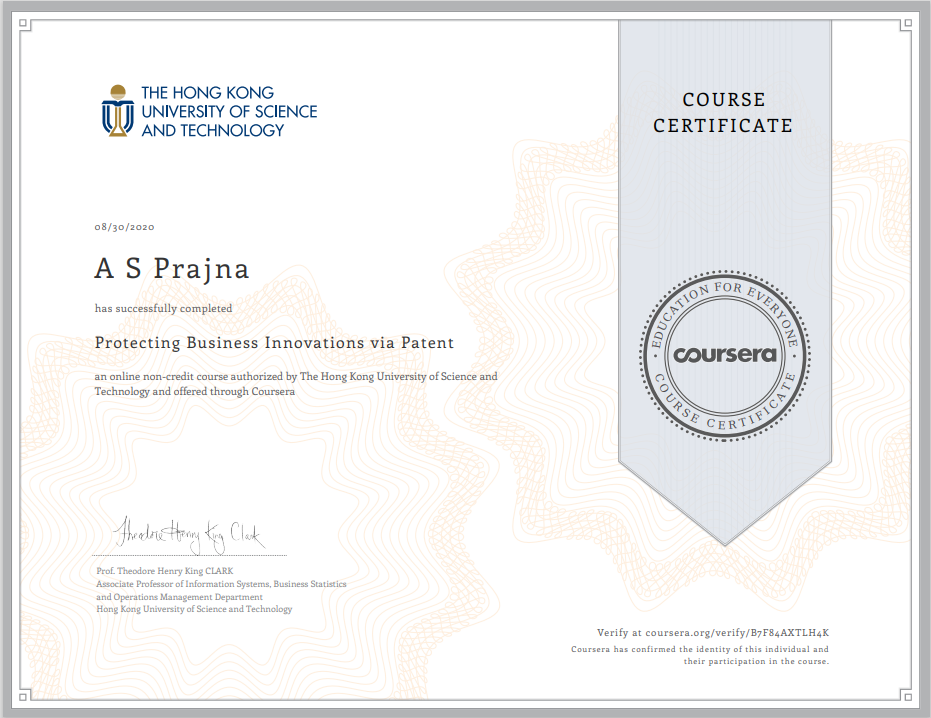 THE HONG KONG
UNIVERSITY OF SCIENCE
AND TECHNOLOGY
COURSE
CERTIFICATE
08/30/2020
A S Prajna
has successfully completed
Protecting Business Innovations via Patent
an online non-credit course authorized by The Hong Kong University of Science and
Technology and offered through Coursera
EDUCATION FOR EVERYONE
coursera
COURSE CERTIFICATE
Theodore Henry King Clark
Prof. Theodore Henry King CLARK
Associate Professor of Information Systems, Business Statistics
and Operations Management Department
Hong Kong University of Science and Technology
Verify at coursera.org/verify/B7F84AXTLH4K
Coursera has confirmed the identity of this individual and
their participation in the course.